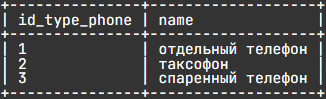 id_type_phone | name
1 | отдельный телефон
2 | таксофон
3 | спаренный телефон